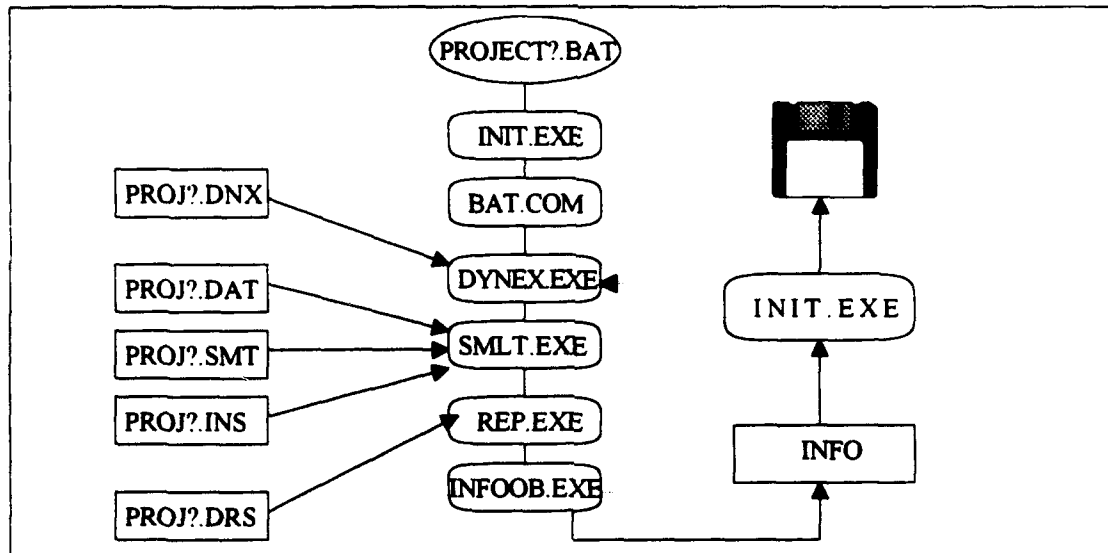 PROJECT?.BAT
INIT.EXE
BAT.COM
DYNEX.EXE
SMLT.EXE
REP.EXE
INFOOB.EXE
PROJ?.DNX
PROJ?.DAT
PROJ?.SMT
PROJ?.INS
PROJ?.DRS
INIT.EXE
INFO